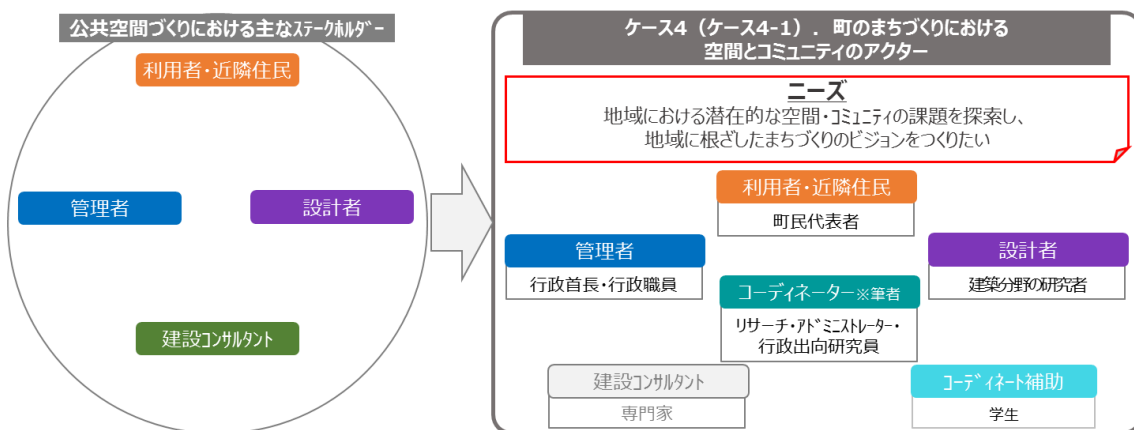 公共空間づくりにおける主なｽﾃｰｸﾎﾙﾀﾞｰ
利用者・近隣住民
管理者
設計者
建設ｺﾝｻﾙﾀﾝﾄ
ケース4（ケース4-1）．町のまちづくりにおける
空間とコミュニティのアクター
ニーズ
地域における潜在的な空間・ｺﾐｭﾆﾃｨの課題を探索し、
地域に根ざしたまちづくりのビジョンをつくりたい
利用者・近隣住民
町民代表者
管理者
行政首長・行政職員
設計者
建築分野の研究者
コーディネーター※筆者
ﾘｻｰﾁ・ｱﾄﾞﾐﾆｽﾄﾚｰﾀｰ・
行政出向研究員
建設ｺﾝｻﾙﾀﾝﾄ
専門家
ｺｰﾃﾞｨﾈｰﾄ補助
学生